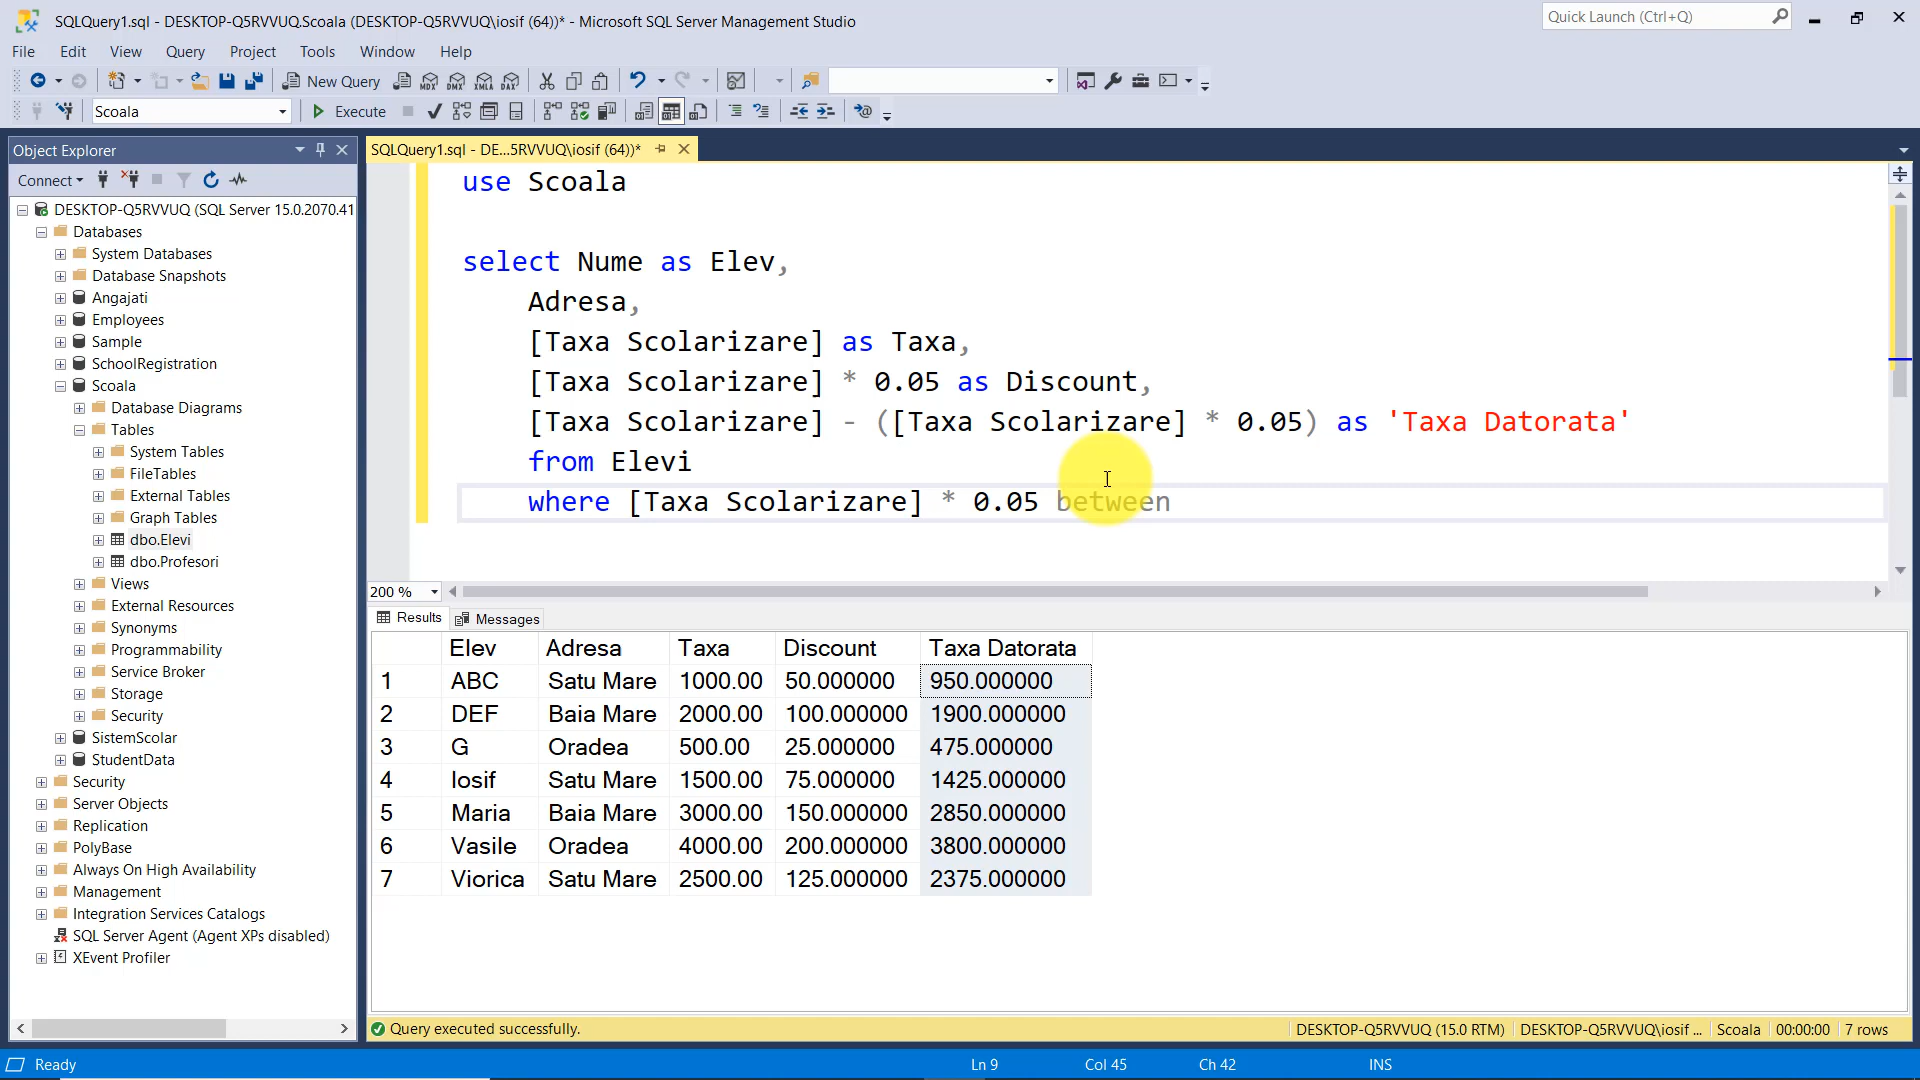 SQLQuery1.sql - DESKTOP-Q5RVVUQ.Scoala (DESKTOP-Q5RVVUQ\iosif (64))* - Microsoft SQL Server Management Studio
Quick Launch (Ctrl+Q)
File Edit View Query Project Tools Window Help
New Query MDX DMX XMLA DAX
Scoala Execute
Object Explorer
SQLQuery1.sql - DE...5RVVUQ\iosif (64))*
Connect
DESKTOP-Q5RVVUQ (SQL Server 15.0.2070.41
Databases
System Databases
Database Snapshots
Angajati
Employees
Sample
SchoolRegistration
Scoala
Database Diagrams
Tables
System Tables
FileTables
External Tables
Graph Tables
dbo.Elevi
dbo.Profesori
Views
External Resources
Synonyms
Programmability
Service Broker
Storage
Security
SistemScolar
StudentData
Security
Server Objects
Replication
PolyBase
Always On High Availability
Management
Integration Services Catalogs
SQL Server Agent (Agent XPs disabled)
XEvent Profiler
use Scoala
select Nume as Elev,
Adresa,
[Taxa Scolarizare] as Taxa,
[Taxa Scolarizare] * 0.05 as Discount,
[Taxa Scolarizare] - ([Taxa Scolarizare] * 0.05) as 'Taxa Datorata'
from Elevi
where [Taxa Scolarizare] * 0.05 between
200 %
Results Messages
Elev Adresa Taxa Discount Taxa Datorata
1 ABC Satu Mare 1000.00 50.000000 950.000000
2 DEF Baia Mare 2000.00 100.000000 1900.000000
3 G Oradea 500.00 25.000000 475.000000
4 Iosif Satu Mare 1500.00 75.000000 1425.000000
5 Maria Baia Mare 3000.00 150.000000 2850.000000
6 Vasile Oradea 4000.00 200.000000 3800.000000
7 Viorica Satu Mare 2500.00 125.000000 2375.000000
Query executed successfully. DESKTOP-Q5RVVUQ (15.0 RTM) DESKTOP-Q5RVVUQ\iosif ... Scoala 00:00:00 7 rows
Ready Ln 9 Col 45 Ch 42 INS